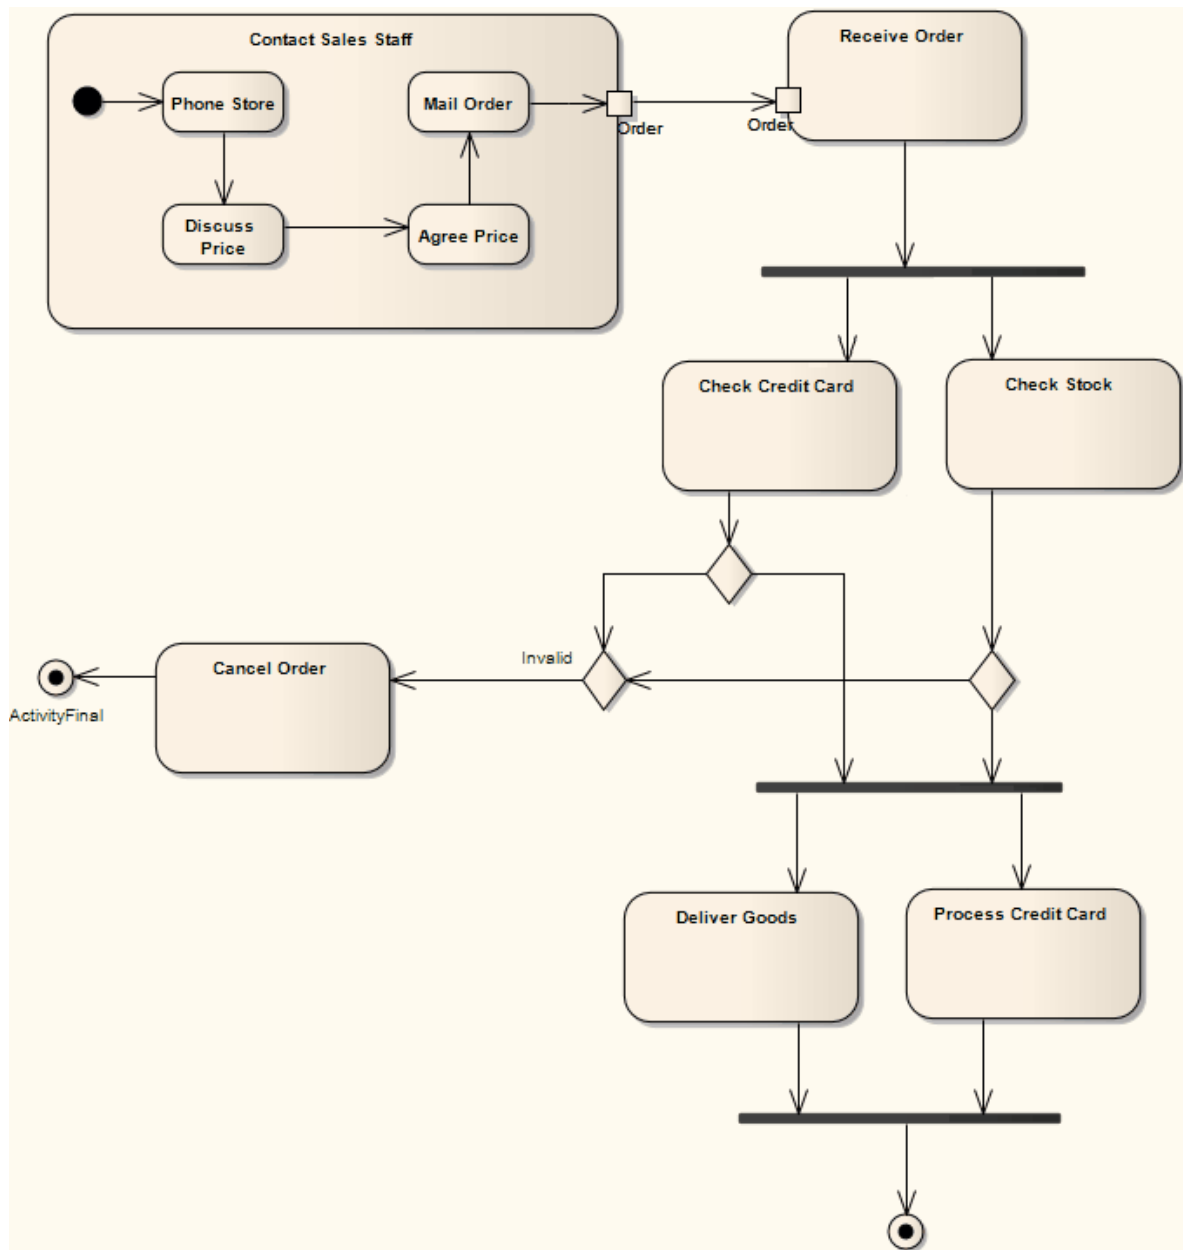 Contact Sales Staff
Receive Order
Phone Store
Mail Order
Order
Order
Discuss
Price
Agree Price
Check Credit Card
Check Stock
Invalid
Cancel Order
ActivityFinal
Deliver Goods
Process Credit Card